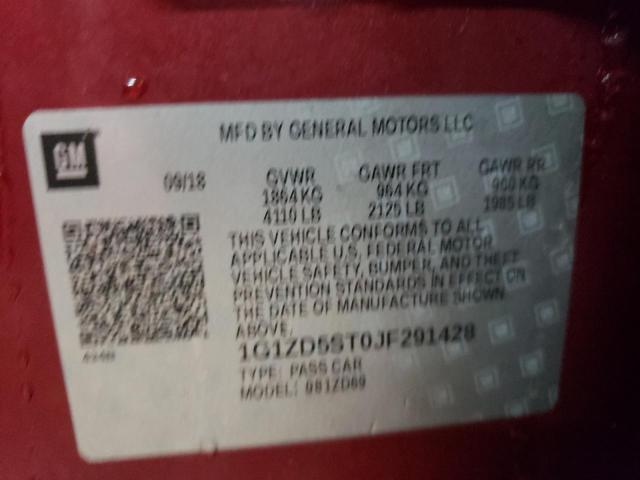 MFD BY GENERAL MOTORS LLC
GM
09/18 GVWR GAWR FRT GAWR RR
1864 KG 964 KG 900 KG
4110 LB 2125 LB 1985 LB
THIS VEHICLE CONFORMS TO ALL
APPLICABLE U.S. FEDERAL MOTOR
VEHICLE SAFETY, BUMPER, AND THEFT
PREVENTION STANDARDS IN EFFECT ON
THE DATE OF MANUFACTURE SHOWN
ABOVE.
1G1ZD5ST0JF291428
TYPE: PASS CAR
MODEL: 9B1ZD69